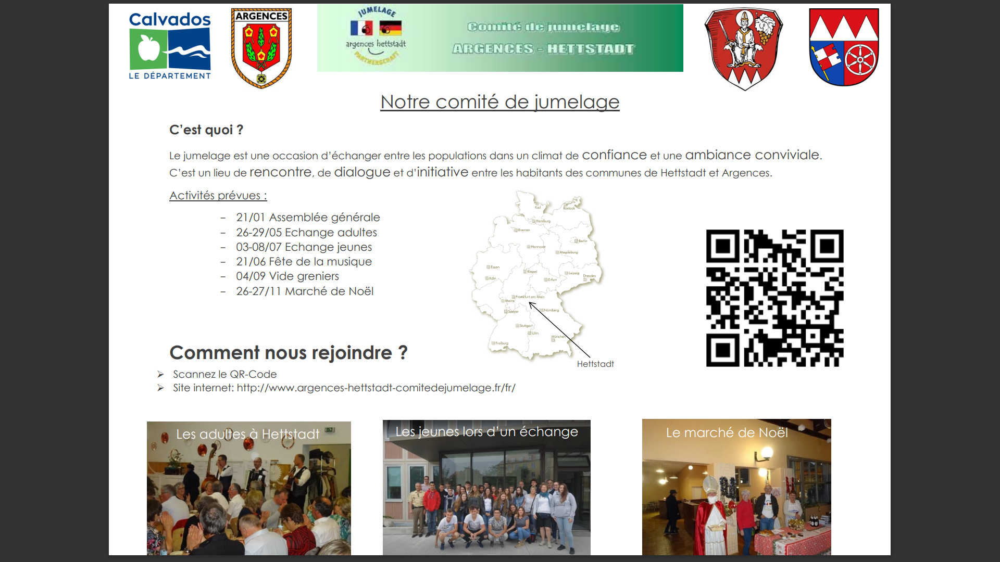 Calvados
LE DÉPARTEMENT
ARGENCES
JUMELAGE
argences hettstadt
PARTNERSCHAFT
Comité de jumelage
ARGENCES - HETTSTADT
Notre comité de jumelage
C’est quoi ?
Le jumelage est une occasion d’échanger entre les populations dans un climat de confiance et une ambiance conviviale.
C’est un lieu de rencontre, de dialogue et d’initiative entre les habitants des communes de Hettstadt et Argences.
Activités prévues :
- 21/01 Assemblée générale
- 26-29/05 Echange adultes
- 03-08/07 Echange jeunes
- 21/06 Fête de la musique
- 04/09 Vide greniers
- 26-27/11 Marché de Noël
Kiel
Rostock
Hamburg
Bremen
Berlin
Hannover
Magdeburg
Essen
Kassel
Leipzig
Köln
Erfurt
Dresden
Frankfurt am Main
Mainz
Speyer
Nürnberg
Stuttgart
Ulm
München
Freiburg
Hettstadt
Comment nous rejoindre ?
Scannez le QR-Code
Site internet: http://www.argences-hettstadt-comitedejumelage.fr/fr/
Les adultes à Hettstadt
Les jeunes lors d’un échange
Le marché de Noël